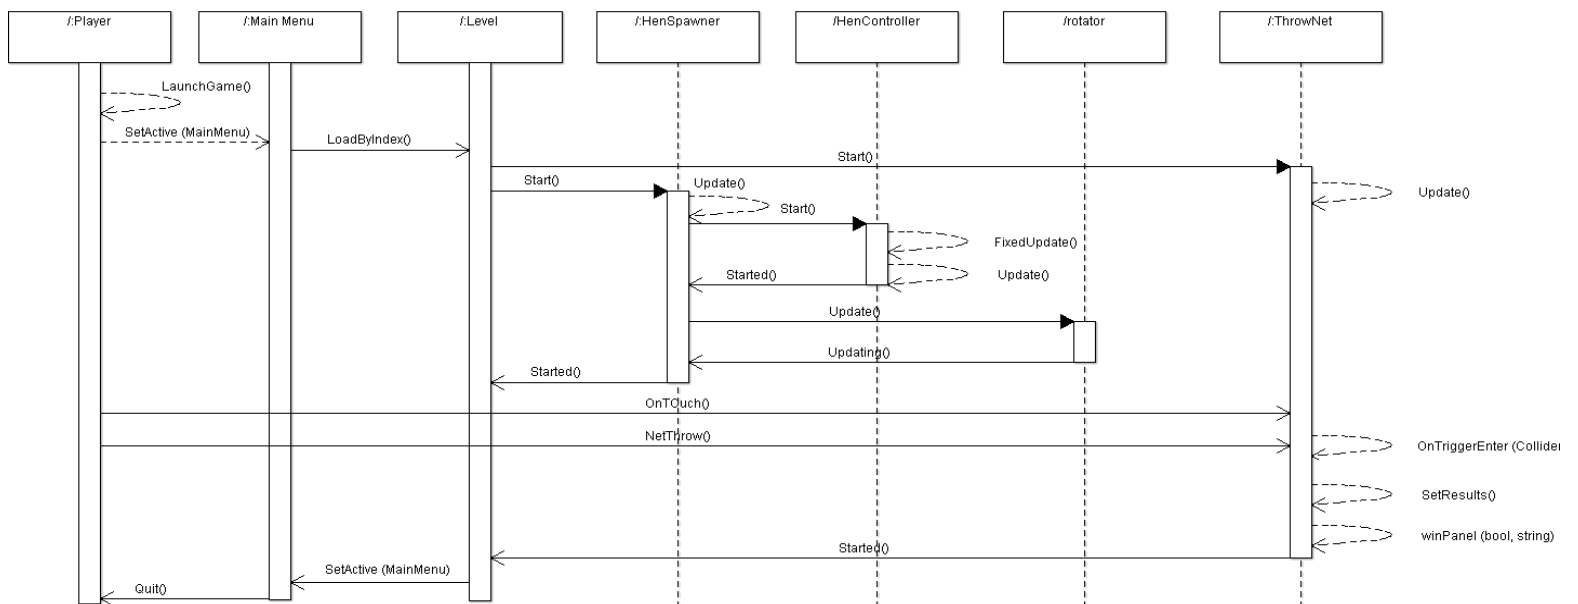 /:Player
/:Main Menu
/:Level
/:HenSpawner
/HenController
/rotator
/:ThrowNet
LaunchGame()
SetActive (MainMenu)
LoadByIndex()
Start()
Start()
Update()
Update()
Start()
FixedUpdate()
Started()
Update()
Update()
Updating()
Started()
OnTOuch()
NetThrow()
OnTriggerEnter (Collider
SetResults()
winPanel (bool, string)
Started()
SetActive (MainMenu)
Quit()